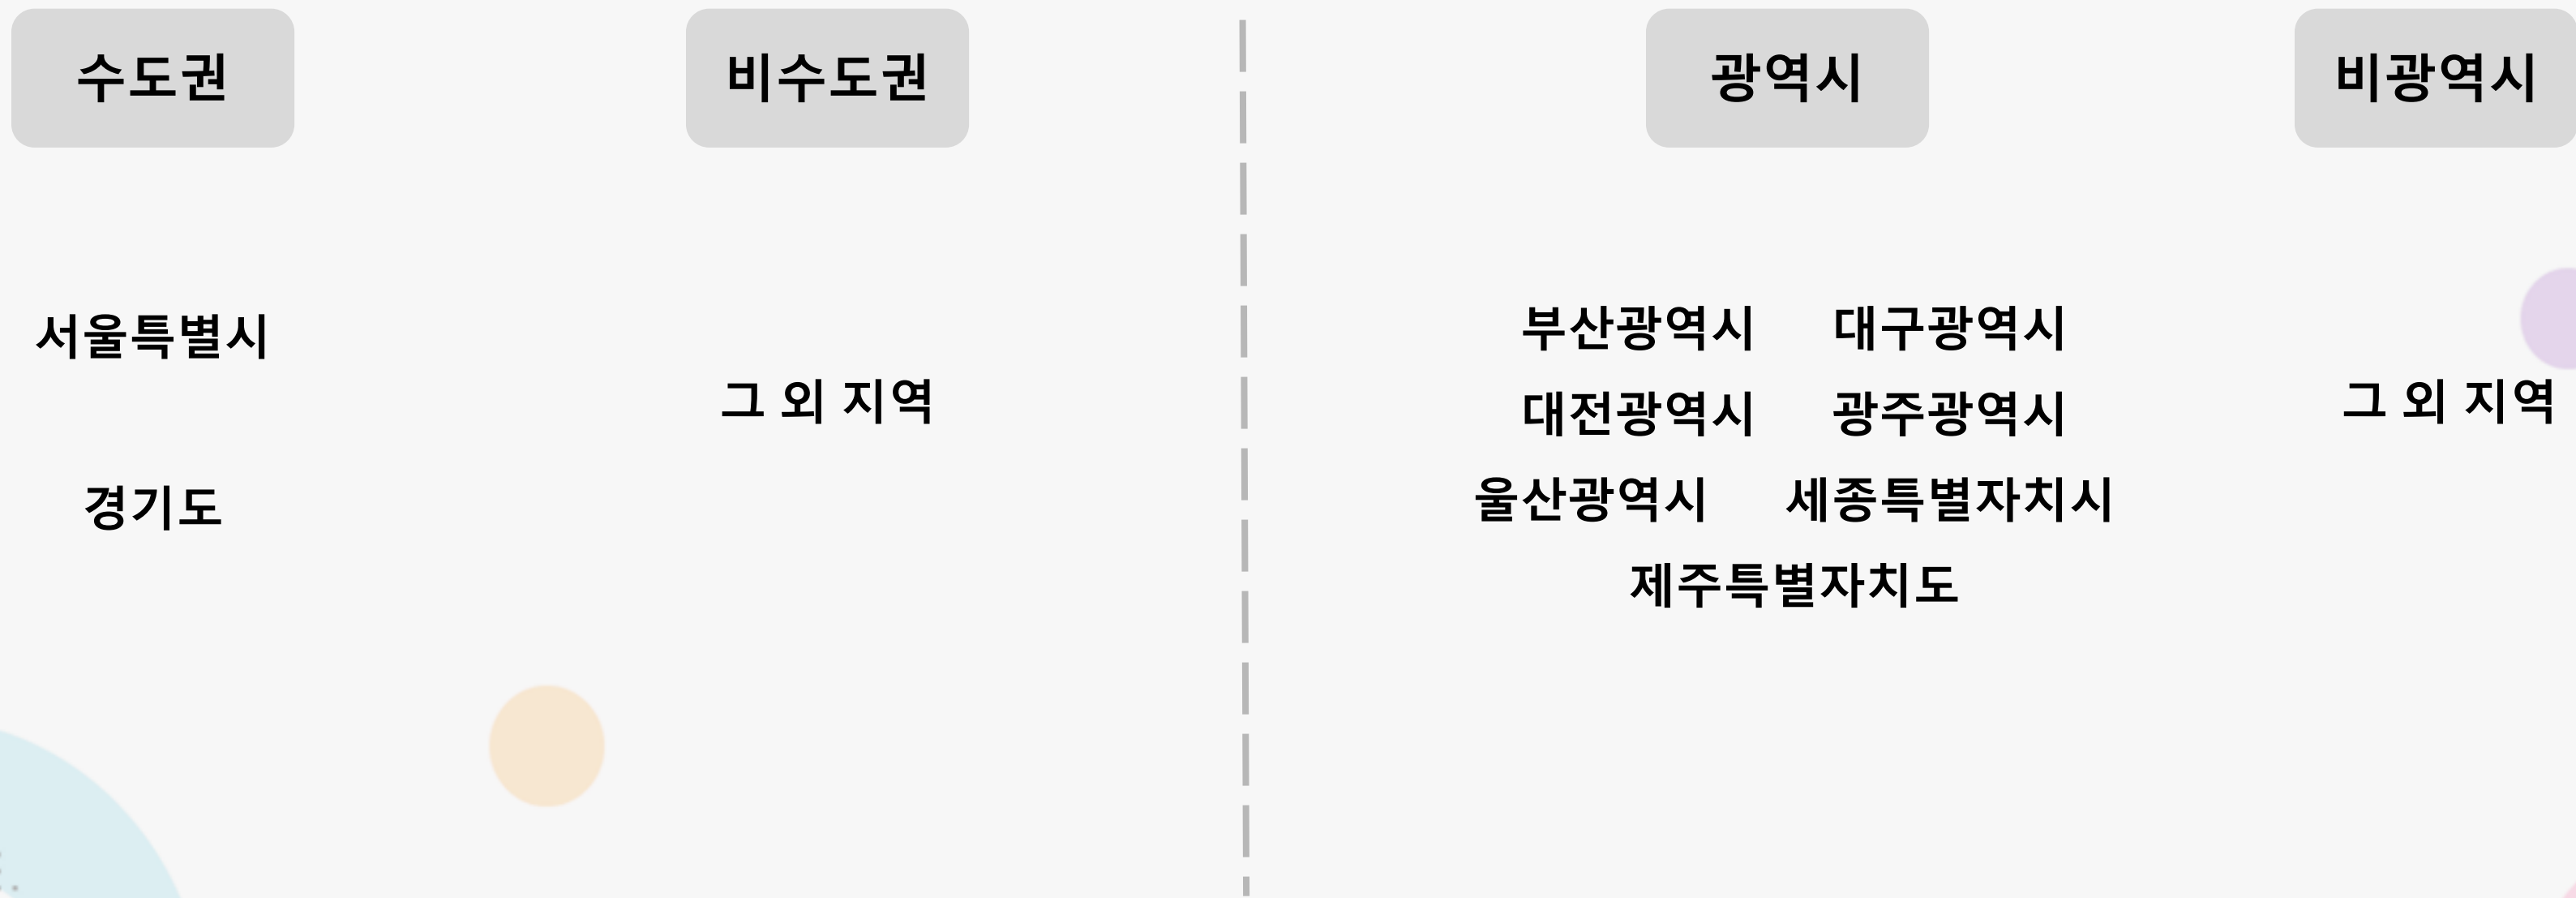 수도권
비수도권
서울특별시
경기도
그 외 지역
광역시
비광역시
부산광역시 대구광역시
대전광역시 광주광역시
울산광역시 세종특별자치시
제주특별자치도
그 외 지역